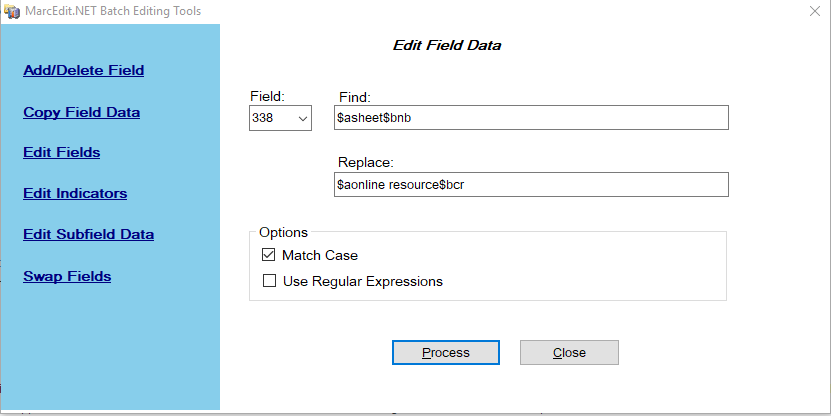 MarcEdit.NET Batch Editing Tools
Edit Field Data
Add/Delete Field
Copy Field Data
Edit Fields
Edit Indicators
Edit Subfield Data
Swap Fields
Field:
Find:
338
$asheet$bnb
Replace:
$aonline resource$bcr
Options
Match Case
Use Regular Expressions
Process
Close